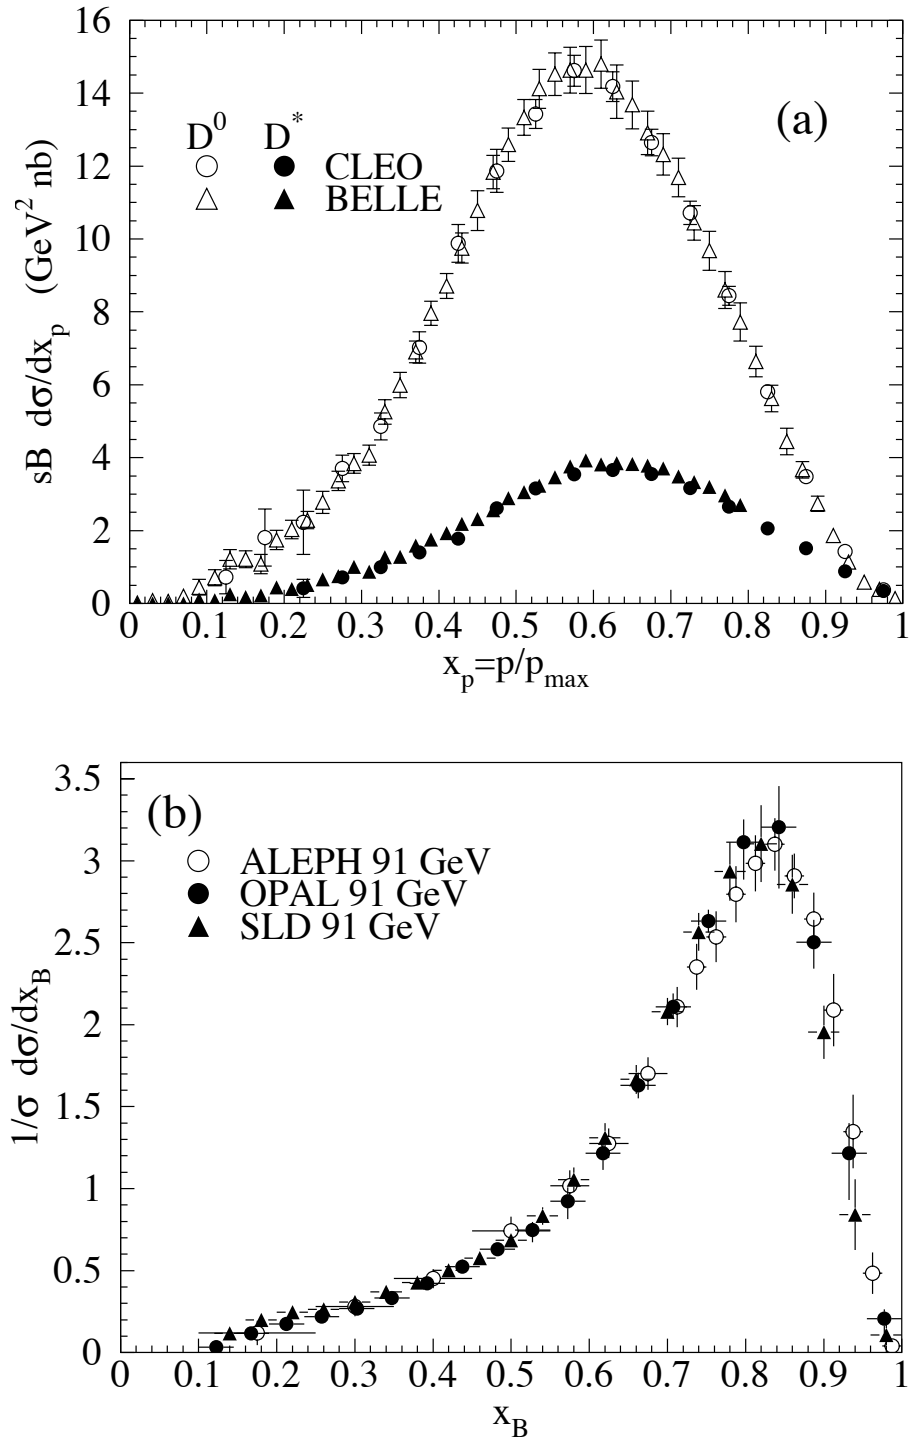 16
14
12
10
8
6
4
2
0
sB dσ/dx_p (GeV^2 nb)
(a)
D^0 D^*
CLEO
BELLE
0 0.1 0.2 0.3 0.4 0.5 0.6 0.7 0.8 0.9 1
x_p=p/p_max
3.5
3
2.5
2
1.5
1
0.5
0
1/σ dσ/dx_B
(b)
ALEPH 91 GeV
OPAL 91 GeV
SLD 91 GeV
0 0.1 0.2 0.3 0.4 0.5 0.6 0.7 0.8 0.9 1
x_B